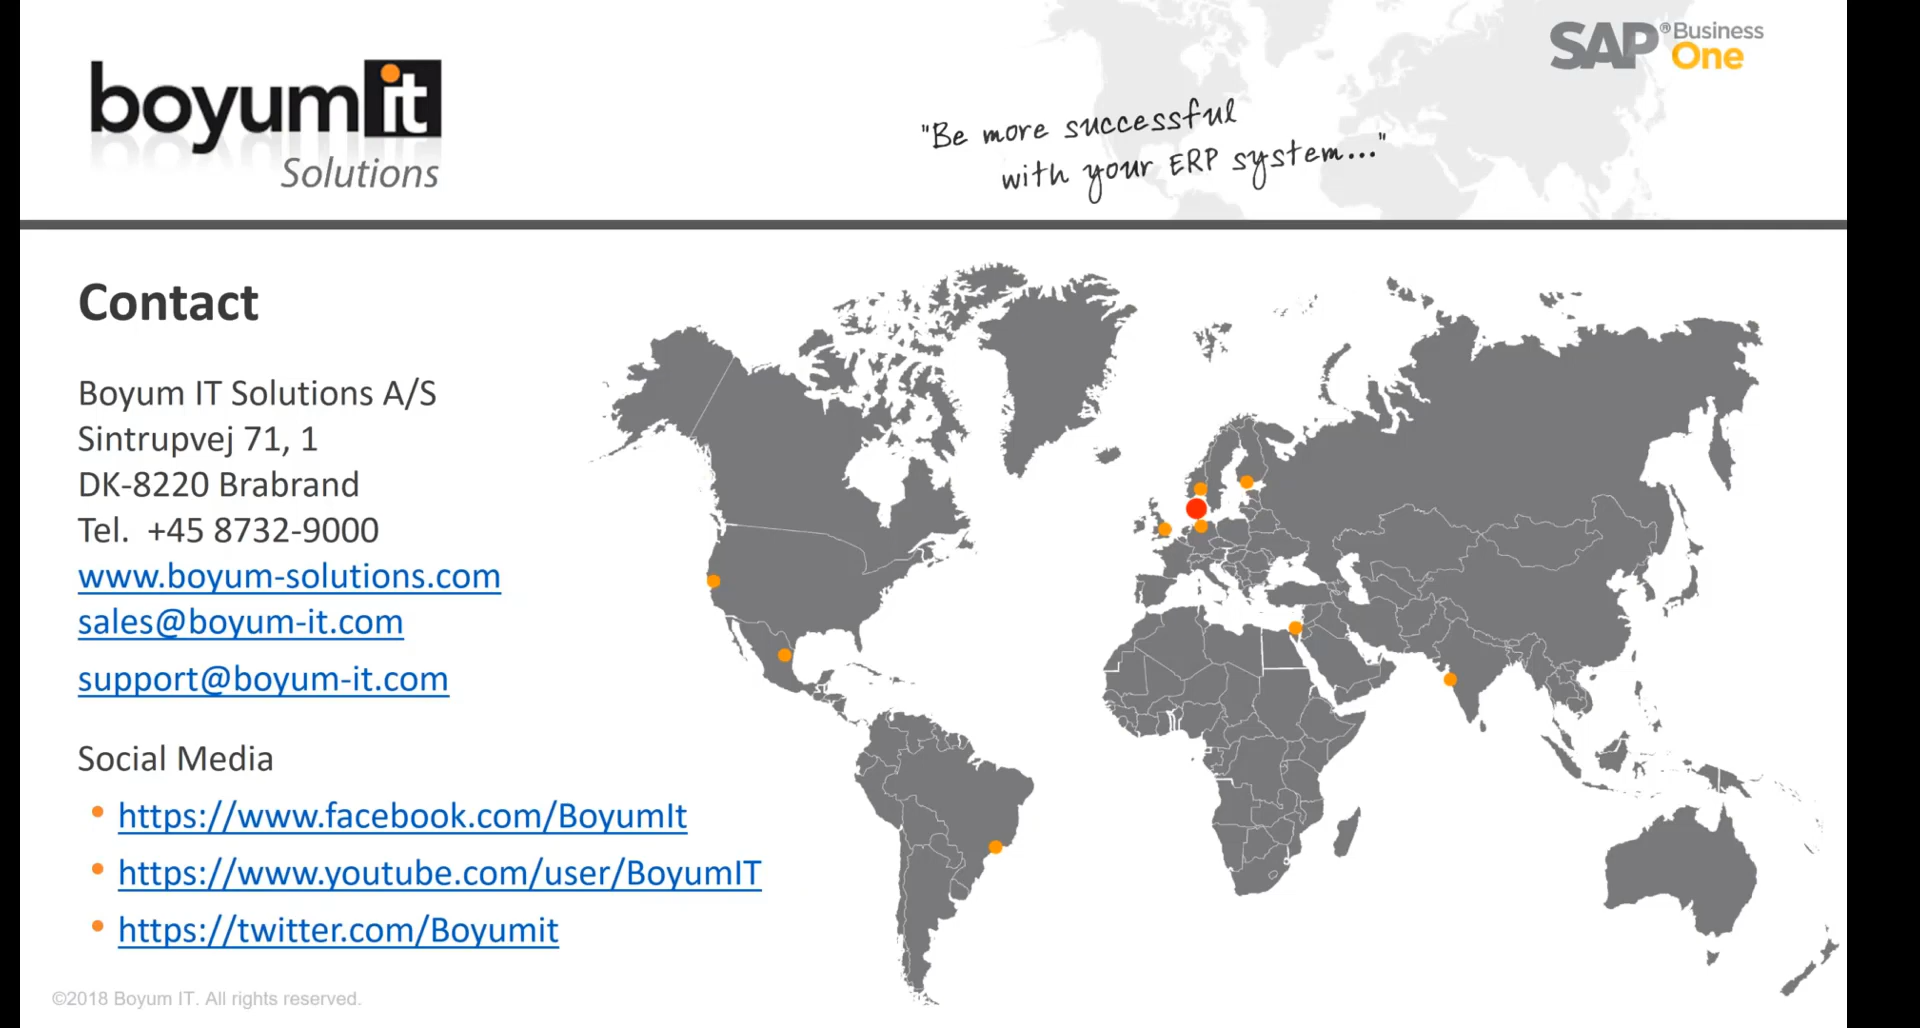 boyumit
Solutions
"Be more successful
with your ERP system..."
SAP® Business
One
Contact
Boyum IT Solutions A/S
Sintrupvej 71, 1
DK-8220 Brabrand
Tel.  +45 8732-9000
www.boyum-solutions.com
sales@boyum-it.com
support@boyum-it.com
Social Media
• https://www.facebook.com/BoyumIt
• https://www.youtube.com/user/BoyumIT
• https://twitter.com/Boyumit
©2018 Boyum IT. All rights reserved.